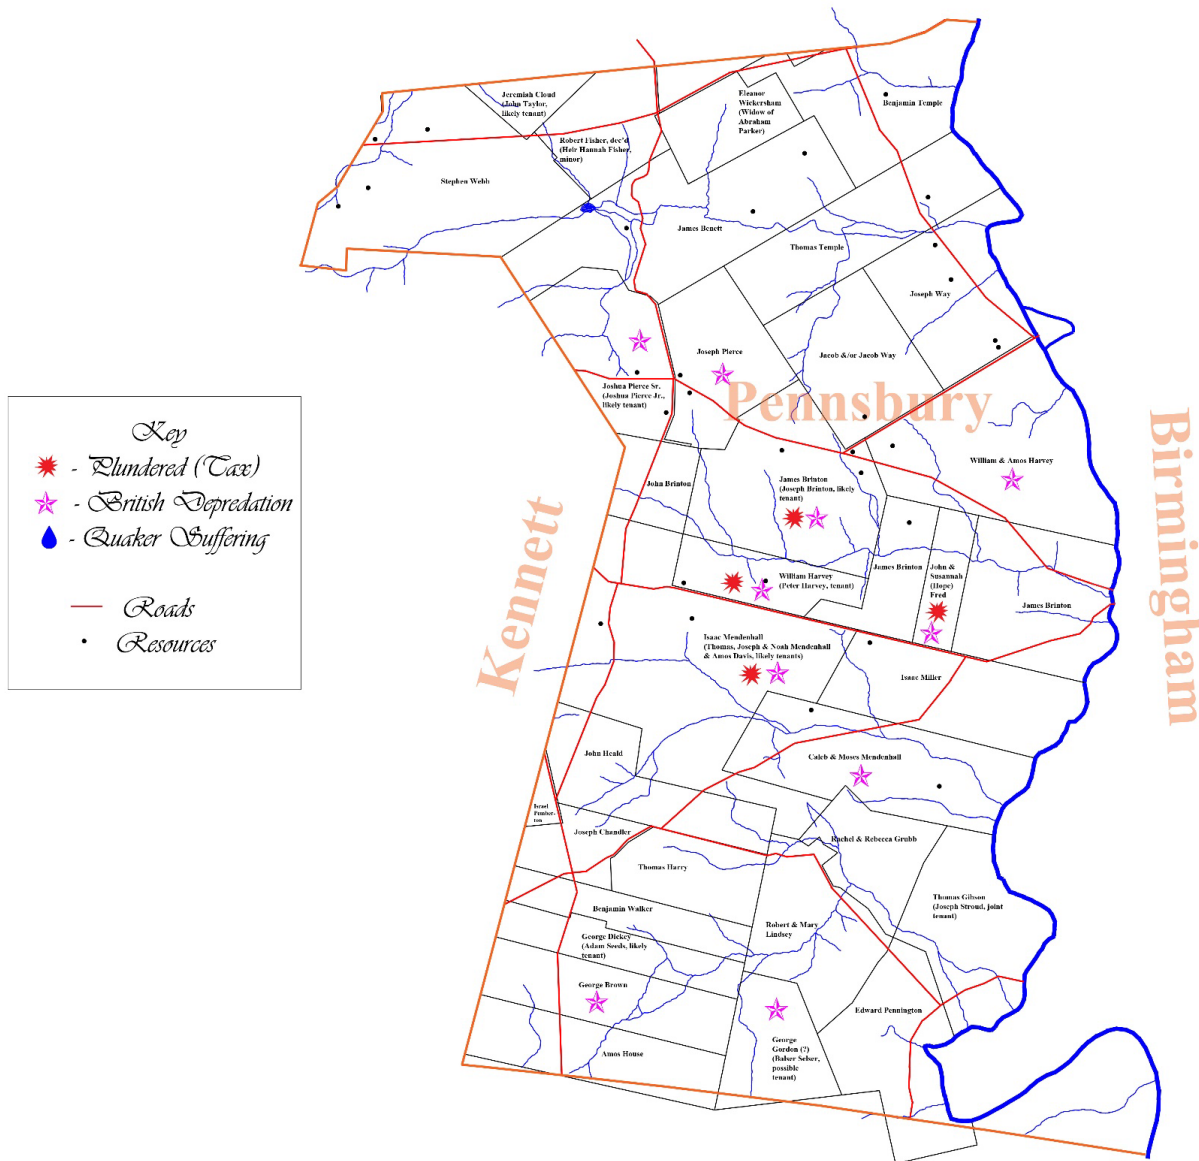 Jeremiah Cloud
(John Taylor,
likely tenant)
Eleanor
Wickersham
(Widow of
Abraham
Parker)
Benjamin Temple
Robert Fisher, dec'd
(Heir Hannah Fisher,
minor)
Stephen Webb
James Benett
Thomas Temple
Joseph Way
Joseph Pierce
Jacob &/or Jacob Way
Joshua Pierce Sr.
(Joshua Pierce Jr.,
likely tenant)
Pennsbury
Birmingham
Kennett
Key
- Plundered (Tax)
- British Depredation
- Quaker Suffering
Roads
Resources
William & Amos Harvey
John Brinton
James Brinton
(Joseph Brinton, likely
tenant)
James Brinton
John &
Susannah
(Hope)
Fred
William Harvey
(Peter Harvey, tenant)
James Brinton
Isaac Mendenhall
(Thomas, Joseph & Noah Mendenhall
& Amos Davis, likely tenants)
Isaac Miller
John Heald
Caleb & Moses Mendenhall
Israel
Pember-
ton
Joseph Chandler
Rachel & Rebecca Grubb
Thomas Harry
Thomas Gibson
(Joseph Stroud, joint
tenant)
Benjamin Walker
Robert & Mary
Lindsey
George Dickey
(Adam Seeds, likely
tenant)
George Brown
Edward Pennington
George
Gordon (?)
(Balser Selser,
possible
tenant)
Amos House